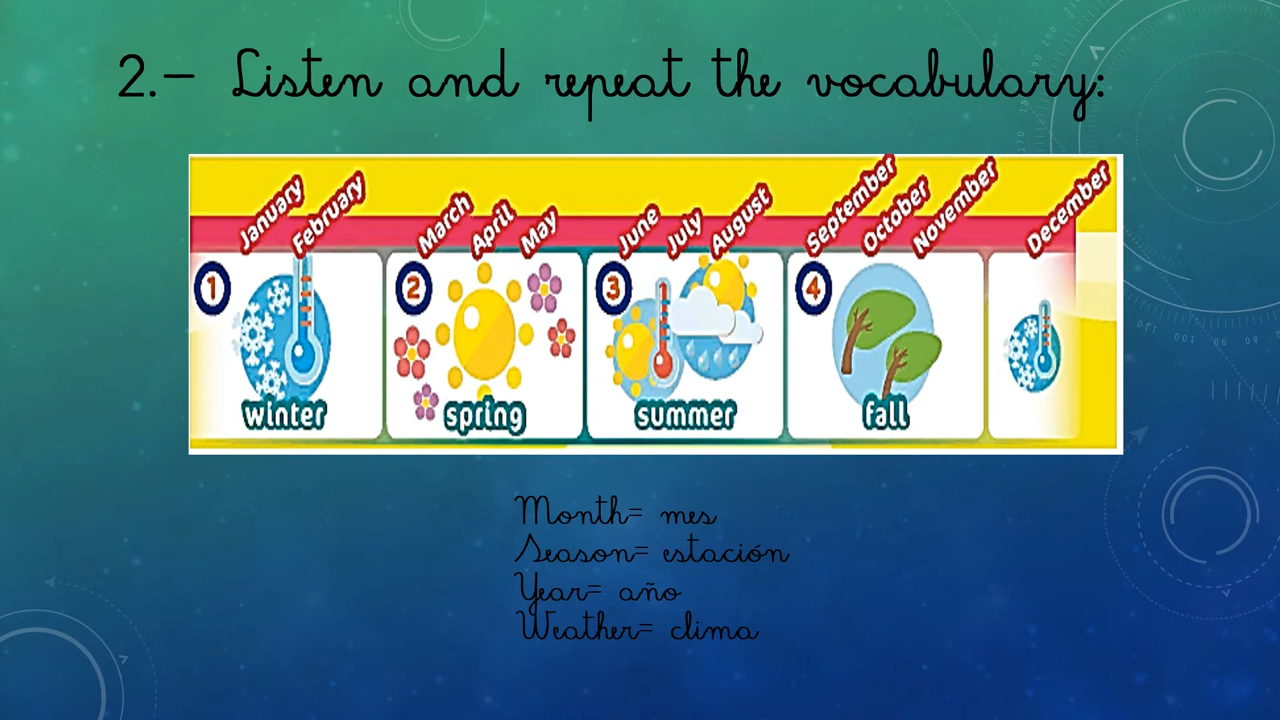 2.- Listen and repeat the vocabulary:
January February March April May June July August September October November December
1 2 3 4
winter spring summer fall
Month= mes
Season= estación
Year= año
Weather= clima